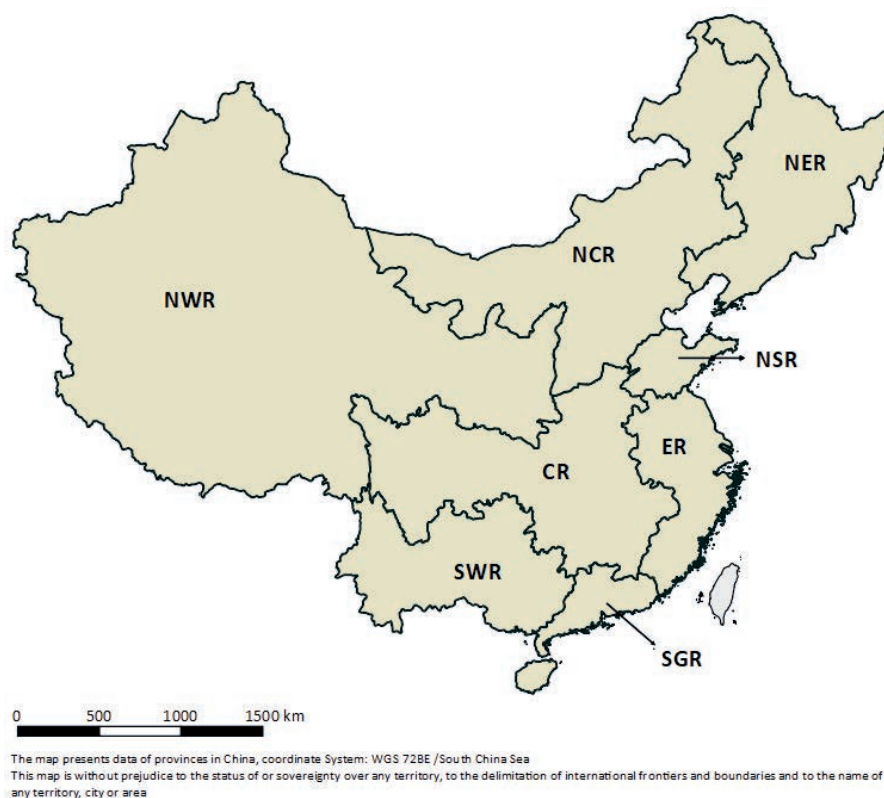 NER
NCR
NWR
NSR
ER
CR
SWR
SGR
0 500 1000 1500 km
The map presents data of provinces in China, coordinate System: WGS 72BE /South China Sea
This map is without prejudice to the status of or sovereignty over any territory, to the delimitation of international frontiers and boundaries and to the name of
any territory, city or area